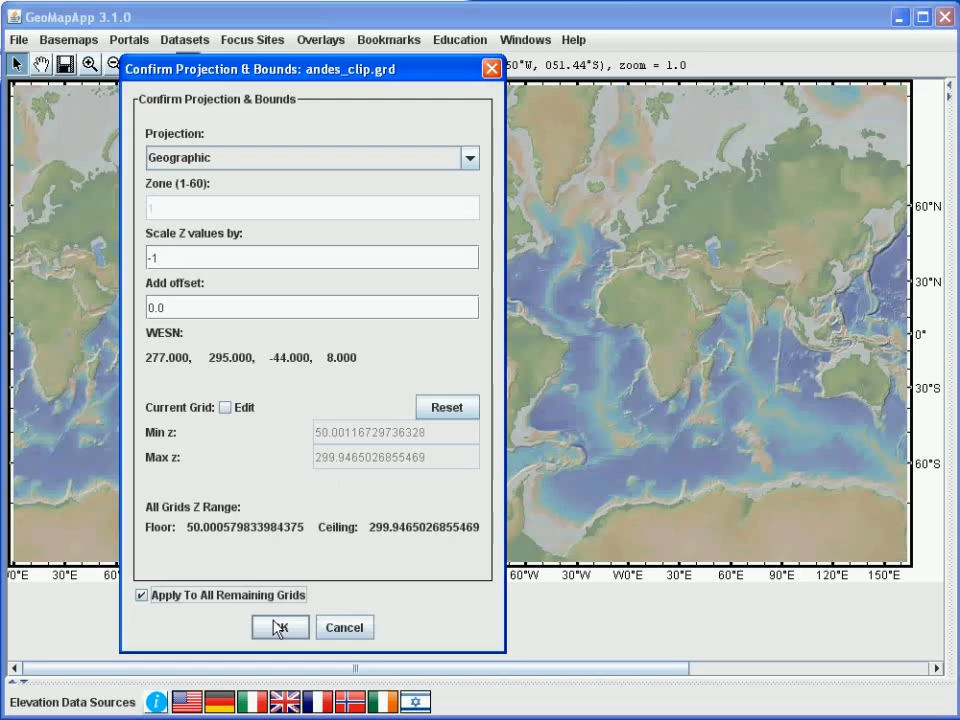 GeoMapApp 3.1.0
File Basemaps Portals Datasets Focus Sites Overlays Bookmarks Education Windows Help
Confirm Projection & Bounds: andes_clip.grd
50°W, 051.44°S), zoom = 1.0
Confirm Projection & Bounds
Projection:
Geographic
Zone (1-60):
1
Scale Z values by:
-1
Add offset:
0.0
WESN:
277.000, 295.000, -44.000, 8.000
Current Grid: Edit Reset
Min z: 50.00116729736328
Max z: 299.9465026855469
All Grids Z Range:
Floor: 50.000579833984375 Ceiling: 299.9465026855469
Apply To All Remaining Grids
Cancel
60°N
30°N
0°
30°S
60°S
0°E 30°E 60°W 30°W W0°E 30°E 60°E 90°E 120°E 150°E
Elevation Data Sources